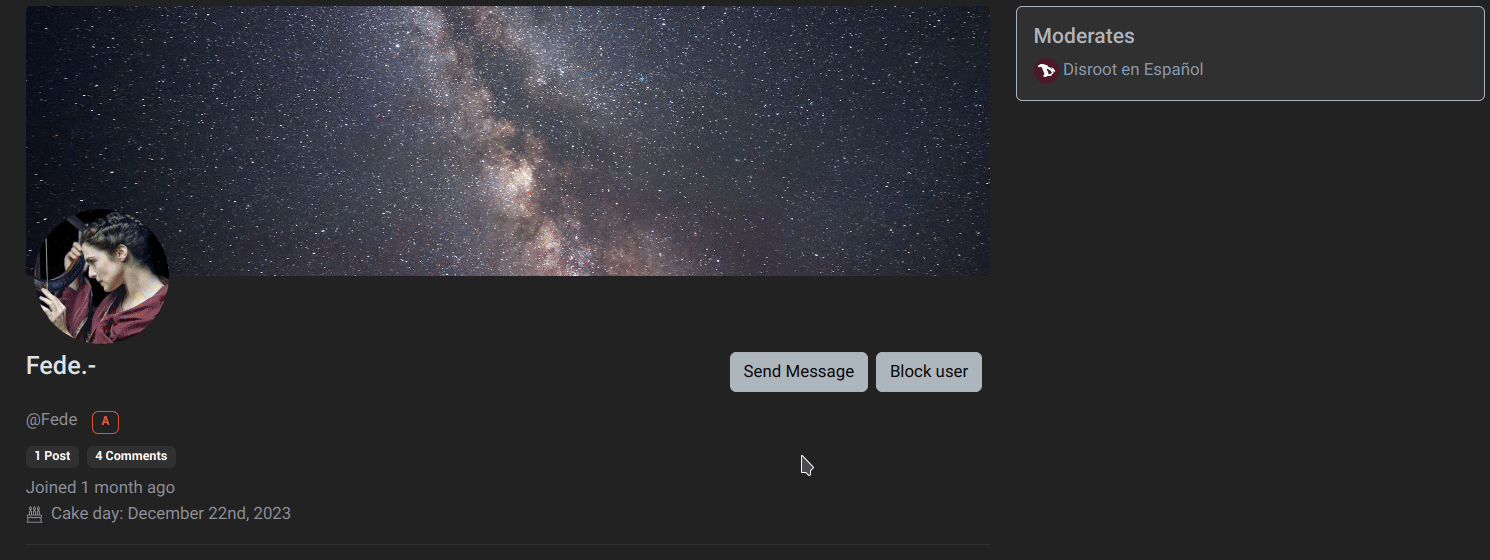 Moderates
Disroot en Español
Fede.-
Send Message
Block user
@Fede
A
1 Post
4 Comments
Joined 1 month ago
Cake day: December 22nd, 2023